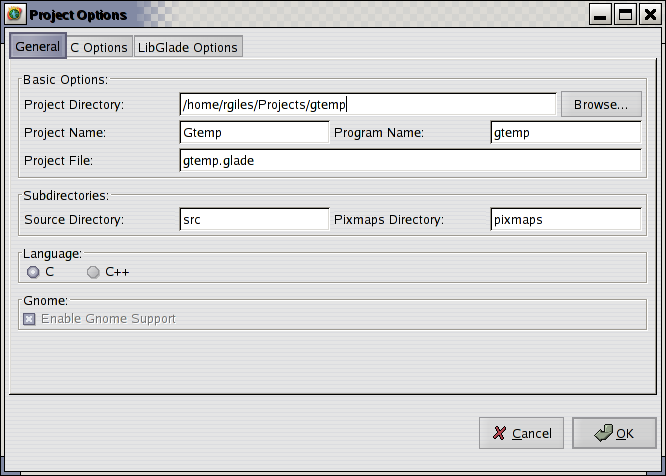 Project Options
General C Options LibGlade Options
Basic Options:
Project Directory: /home/rgiles/Projects/gtemp Browse...
Project Name: Gtemp Program Name: gtemp
Project File: gtemp.glade
Subdirectories:
Source Directory: src Pixmaps Directory: pixmaps
Language:
C C++
Gnome:
Enable Gnome Support
Cancel OK